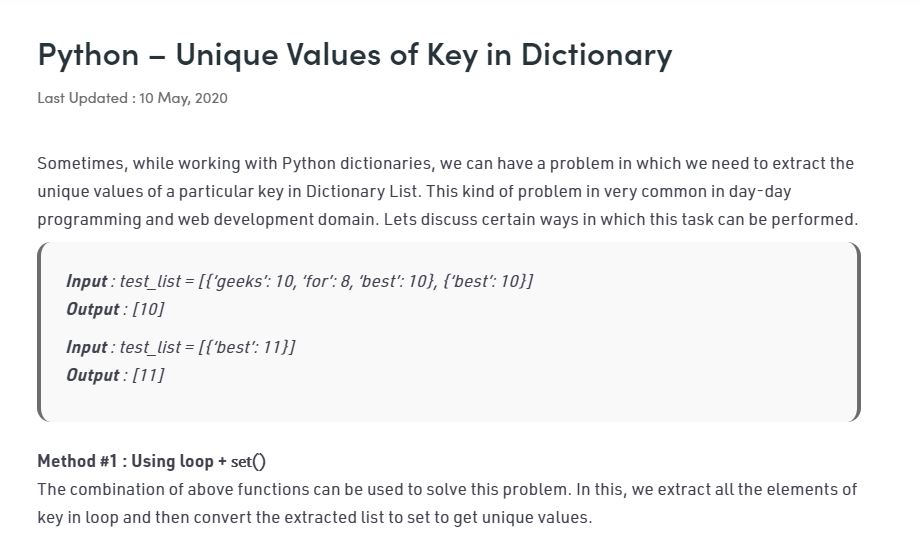 Python – Unique Values of Key in Dictionary
Last Updated : 10 May, 2020
Sometimes, while working with Python dictionaries, we can have a problem in which we need to extract the
unique values of a particular key in Dictionary List. This kind of problem in very common in day-day
programming and web development domain. Lets discuss certain ways in which this task can be performed.
Input : test_list = [{‘geeks’: 10, ‘for’: 8, ‘best’: 10}, {‘best’: 10}]
Output : [10]
Input : test_list = [{‘best’: 11}]
Output : [11]
Method #1 : Using loop + set()
The combination of above functions can be used to solve this problem. In this, we extract all the elements of
key in loop and then convert the extracted list to set to get unique values.